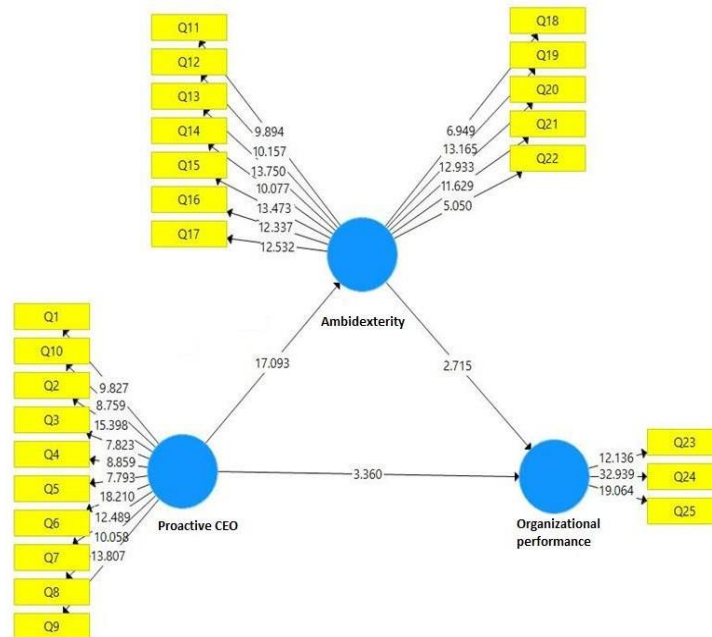 Q11
Q12
Q13
Q14
Q15
Q16
Q17
9.894
10.157
13.750
10.077
13.473
12.337
12.532
Q18
Q19
Q20
Q21
Q22
6.949
13.165
12.933
11.629
5.050
Ambidexterity
17.093
2.715
Q1
Q10
Q2
Q3
Q4
Q5
Q6
Q7
Q8
Q9
9.827
8.759
15.398
7.823
8.859
7.793
18.210
12.489
10.058
13.807
Proactive CEO
3.360
Organizational
performance
12.136
32.939
19.064
Q23
Q24
Q25